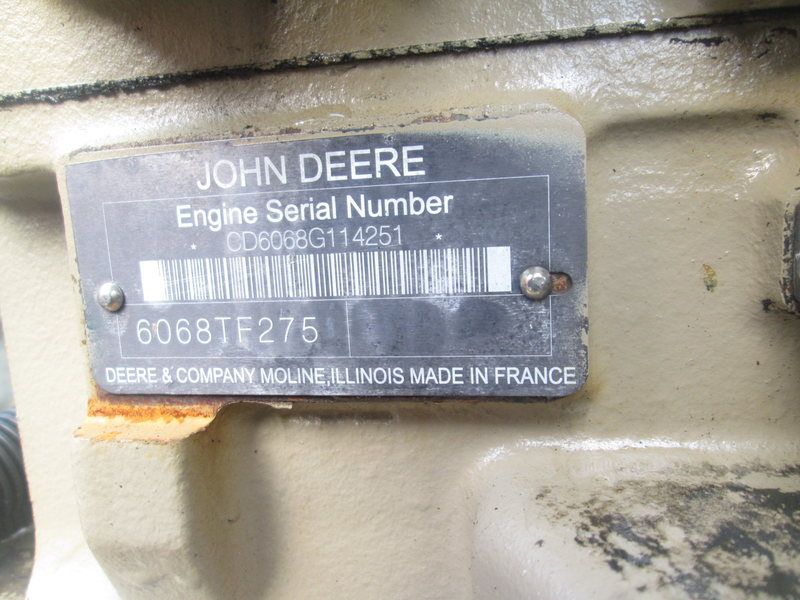 JOHN DEERE
Engine Serial Number
* CD6068G114251 *
6068TF275
DEERE & COMPANY MOLINE,ILLINOIS MADE IN FRANCE